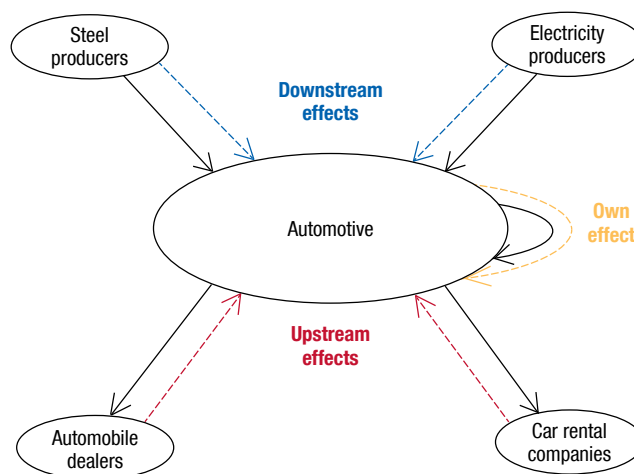 Steel
producers
Electricity
producers
Downstream
effects
Automotive
Own
effect
Upstream
effects
Automobile
dealers
Car rental
companies